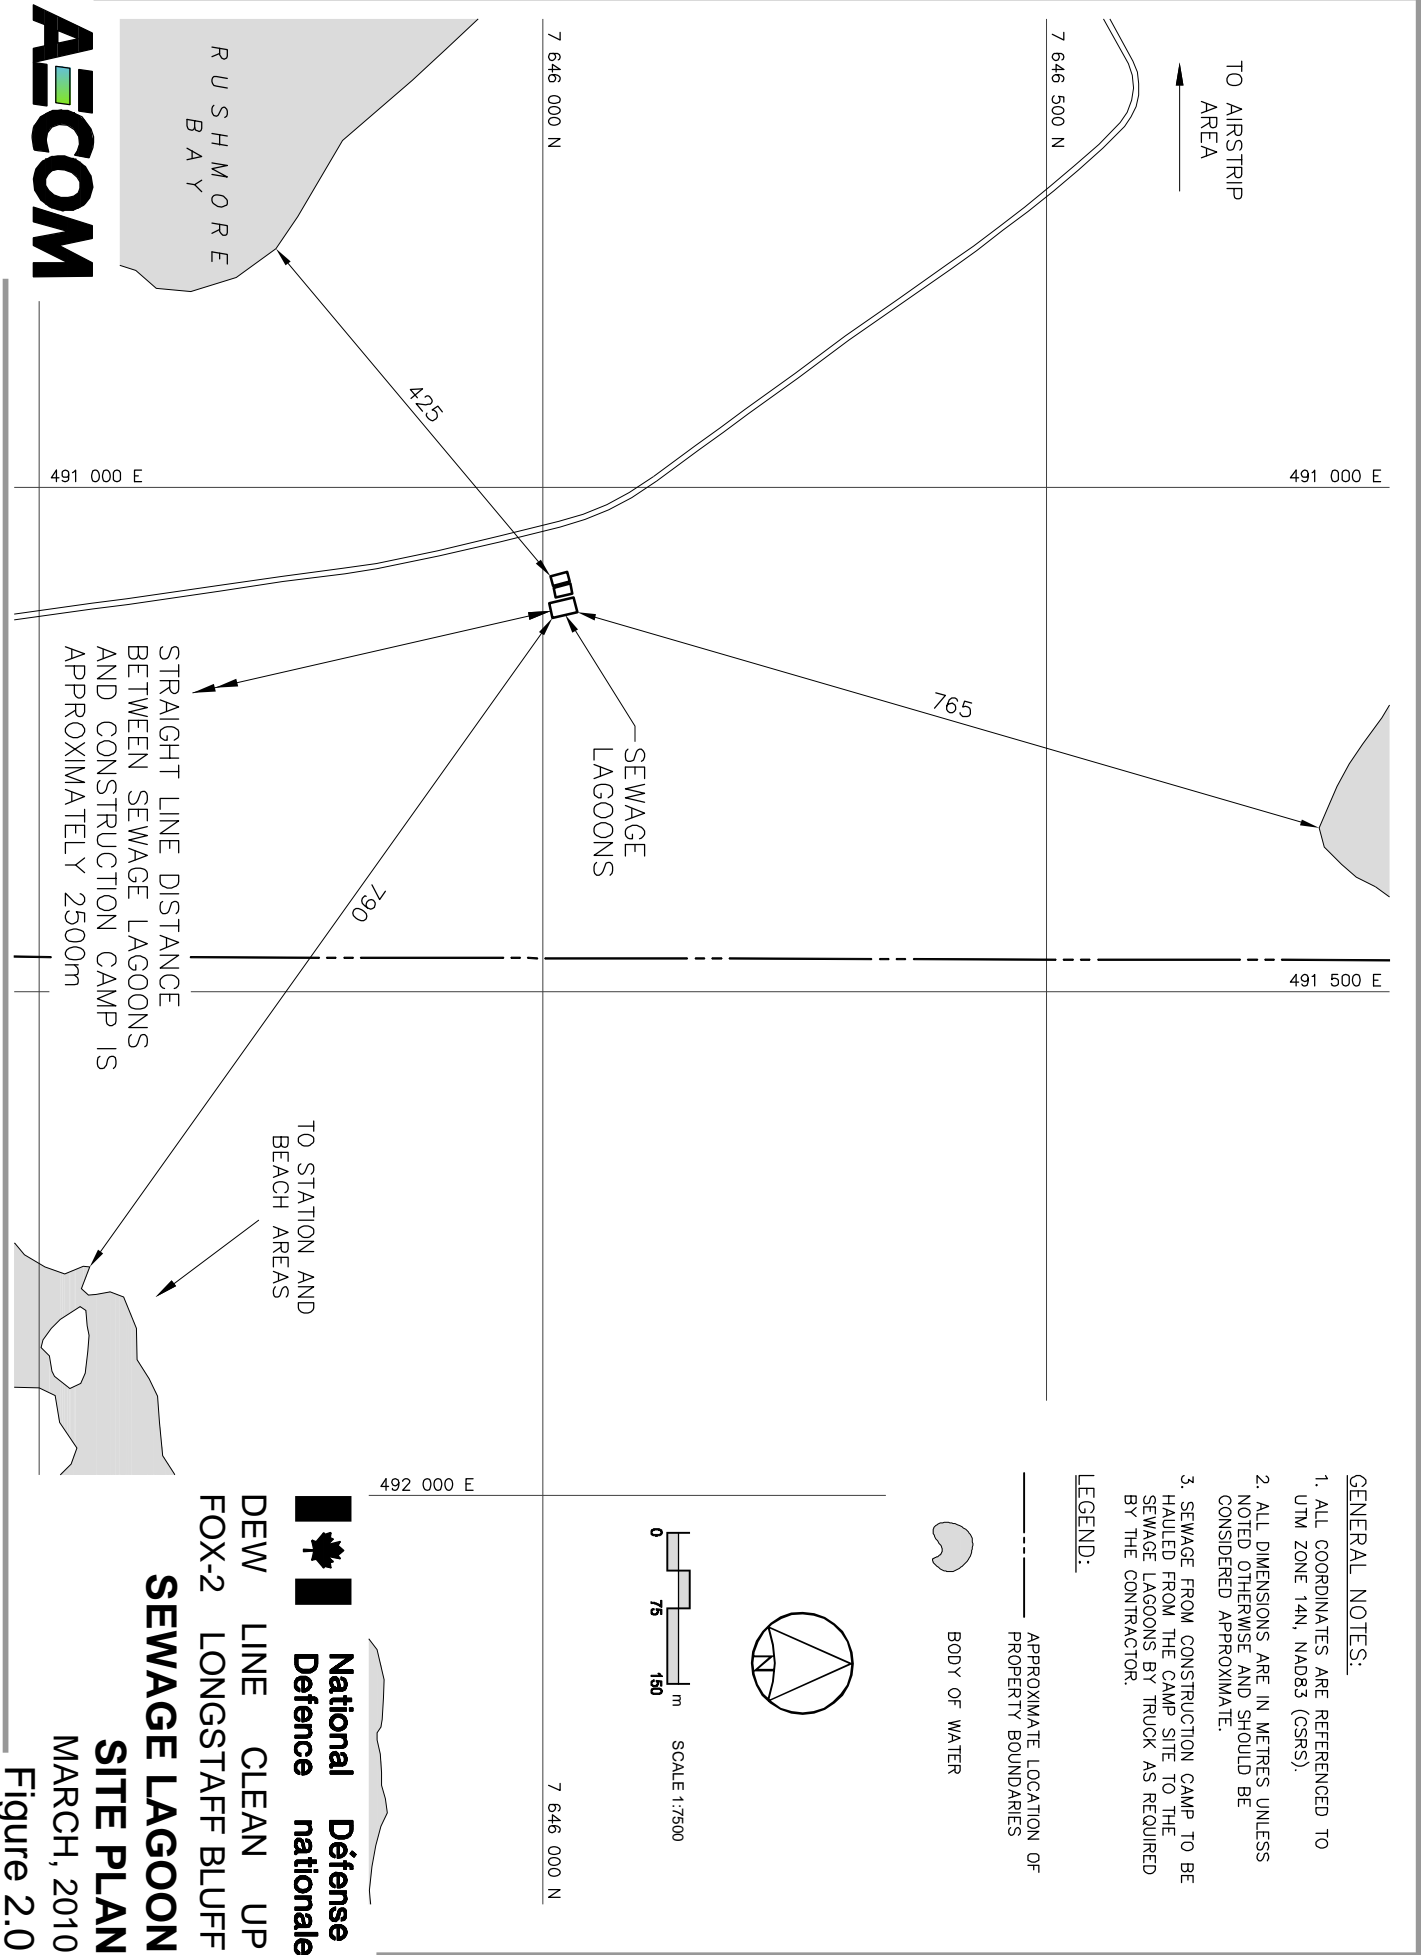 TO AIRSTRIP
AREA
7 646 500 N
7 646 000 N
RUSHMORE
BAY
491 000 E
491 000 E
425
765
790
SEWAGE
LAGOONS
STRAIGHT LINE DISTANCE
BETWEEN SEWAGE LAGOONS
AND CONSTRUCTION CAMP IS
APPROXIMATELY 2500m
491 500 E
TO STATION AND
BEACH AREAS
492 000 E
7 646 000 N
GENERAL NOTES:
1. ALL COORDINATES ARE REFERENCED TO
UTM ZONE 14N, NAD83 (CSRS).
2. ALL DIMENSIONS ARE IN METRES UNLESS
NOTED OTHERWISE AND SHOULD BE
CONSIDERED APPROXIMATE.
3. SEWAGE FROM CONSTRUCTION CAMP TO BE
HAULED FROM THE CAMP SITE TO THE
SEWAGE LAGOONS BY TRUCK AS REQUIRED
BY THE CONTRACTOR.
LEGEND:
APPROXIMATE LOCATION OF
PROPERTY BOUNDARIES
BODY OF WATER
N
0 75 150 m
SCALE 1:7500
National Défense
Defence nationale
DEW LINE CLEAN UP
FOX-2 LONGSTAFF BLUFF
SEWAGE LAGOON
SITE PLAN
MARCH, 2010
Figure 2.0
AECOM